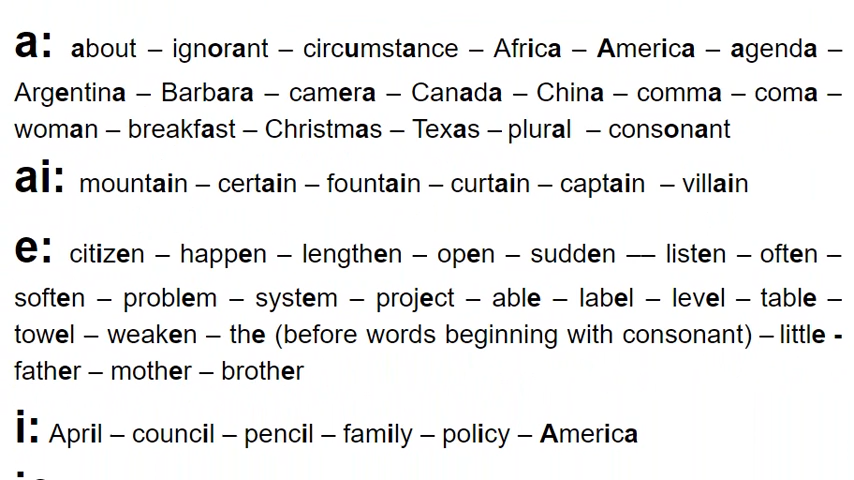 a: about – ignorant – circumstance – Africa – America – agenda –
Argentina – Barbara – camera – Canada – China – comma – coma –
woman – breakfast – Christmas – Texas – plural – consonant
ai: mountain – certain – fountain – curtain – captain – villain
e: citizen – happen – lengthen – open – sudden –– listen – often –
soften – problem – system – project – able – label – level – table –
towel – weaken – the (before words beginning with consonant) – little -
father – mother – brother
i: April – council – pencil – family – policy – America